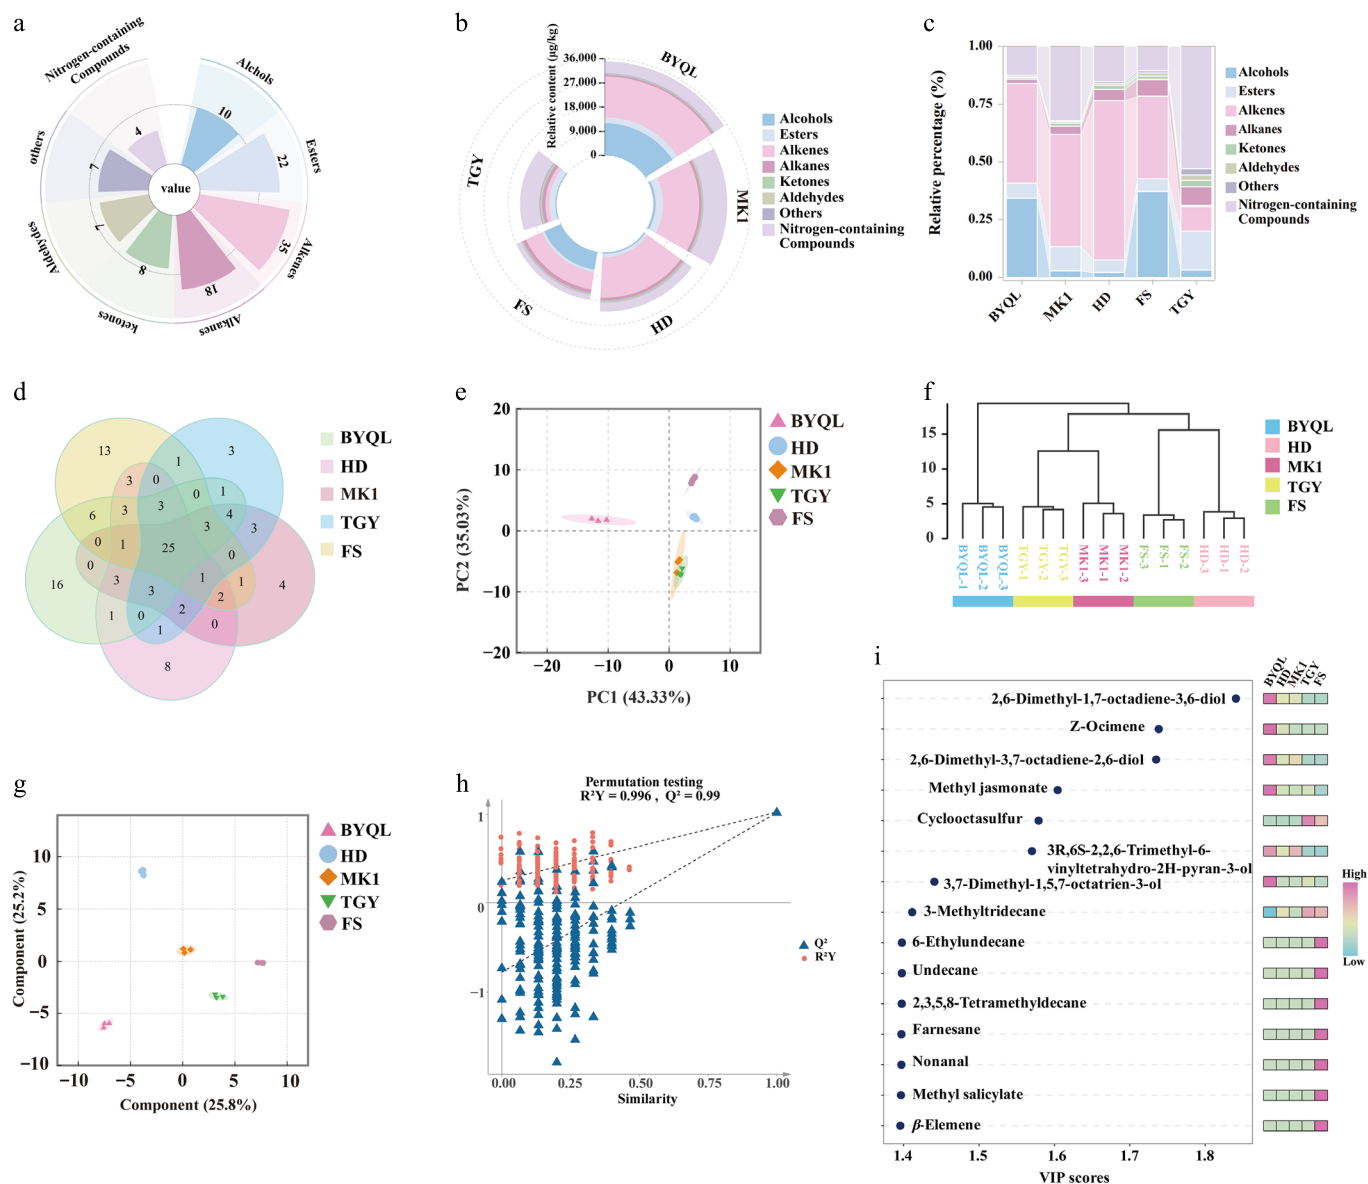 a
Nitrogen-containing
Compounds
Alchols
Esters
Alkenes
Alkanes
ketones
Aldehydes
others
10
22
35
18
8
7
7
4
value
b
Relative content (μg/kg)
36,000
27,000
18,000
9,000
0
BYQL
MK1
HD
FS
TGY
Alcohols
Esters
Alkenes
Alkanes
Ketones
Aldehydes
Others
Nitrogen-containing
Compounds
c
Relative percentage (%)
1.00
0.75
0.50
0.25
0.00
BYQL
MK1
HD
FS
TGY
Alcohols
Esters
Alkenes
Alkanes
Ketones
Aldehydes
Others
Nitrogen-containing
Compounds
d
13
1
3
3
0
0
1
6
3
3
3
4
3
0
1
25
0
0
16
3
3
1
1
4
2
1
0
2
0
1
8
BYQL
HD
MK1
TGY
FS
e
PC2 (35.03%)
20
10
0
−10
−20
−20
−10
0
10
PC1 (43.33%)
BYQL
HD
MK1
TGY
FS
f
15
10
5
0
BYQL-1
BYQL-2
BYQL-3
TGY-1
TGY-2
TGY-3
MK1-3
MK1-1
MK1-2
FS-3
FS-1
FS-2
HD-3
HD-1
HD-2
BYQL
HD
MK1
TGY
FS
g
Component (25.2%)
10
5
0
−5
−10
−10
−5
0
5
10
Component (25.8%)
BYQL
HD
MK1
TGY
FS
h
Permutation testing
R²Y = 0.996 , Q² = 0.99
1
0
−1
0.00
0.25
0.50
0.75
1.00
Similarity
Q²
R²Y
i
BYQL
HD
MK1
TGY
FS
2,6-Dimethyl-1,7-octadiene-3,6-diol
Z-Ocimene
2,6-Dimethyl-3,7-octadiene-2,6-diol
Methyl jasmonate
Cyclooctasulfur
3R,6S-2,2,6-Trimethyl-6-
vinyltetrahydro-2H-pyran-3-ol
3,7-Dimethyl-1,5,7-octatrien-3-ol
3-Methyltridecane
6-Ethylundecane
Undecane
2,3,5,8-Tetramethyldecane
Farnesane
Nonanal
Methyl salicylate
β-Elemene
1.4
1.5
1.6
1.7
1.8
VIP scores
High
Low